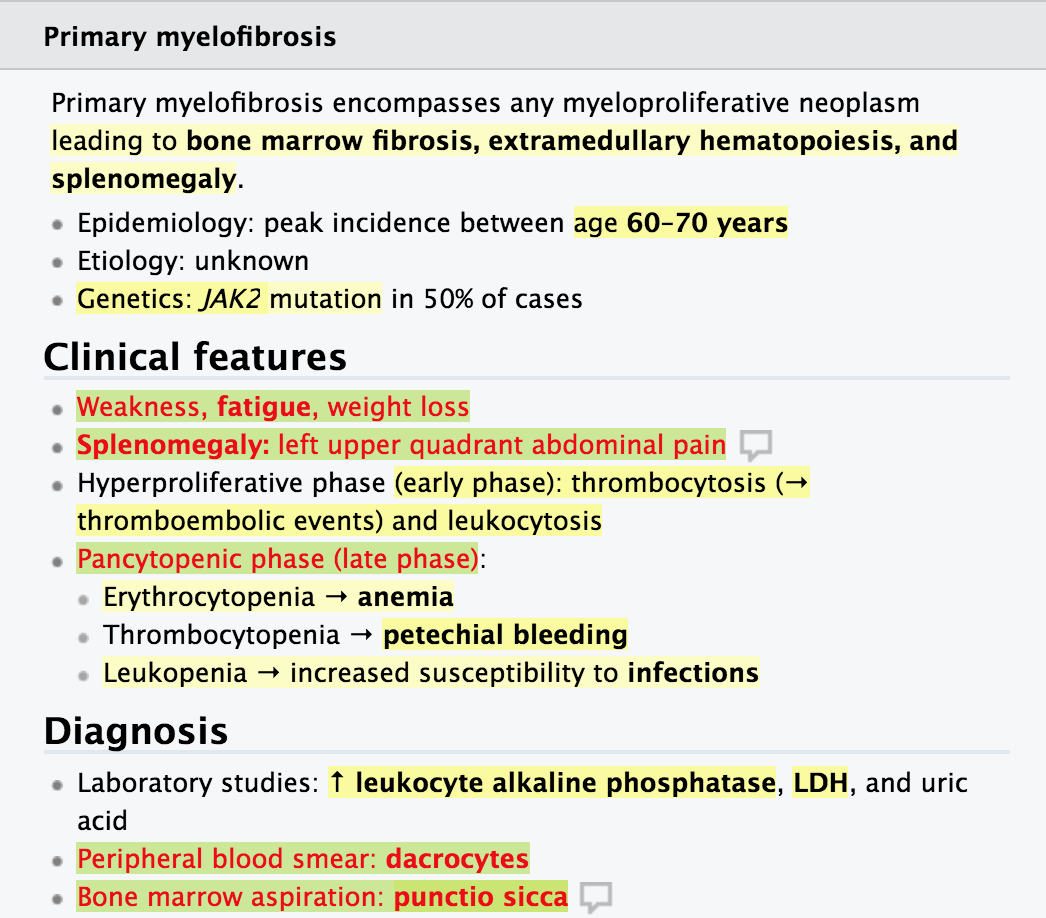 Primary myelofibrosis
Primary myelofibrosis encompasses any myeloproliferative neoplasm
leading to bone marrow fibrosis, extramedullary hematopoiesis, and
splenomegaly.
• Epidemiology: peak incidence between age 60–70 years
• Etiology: unknown
• Genetics: JAK2 mutation in 50% of cases
Clinical features
• Weakness, fatigue, weight loss
• Splenomegaly: left upper quadrant abdominal pain
• Hyperproliferative phase (early phase): thrombocytosis (→
thromboembolic events) and leukocytosis
• Pancytopenic phase (late phase):
• Erythrocytopenia → anemia
• Thrombocytopenia → petechial bleeding
• Leukopenia → increased susceptibility to infections
Diagnosis
• Laboratory studies: ↑ leukocyte alkaline phosphatase, LDH, and uric
acid
• Peripheral blood smear: dacrocytes
• Bone marrow aspiration: punctio sicca